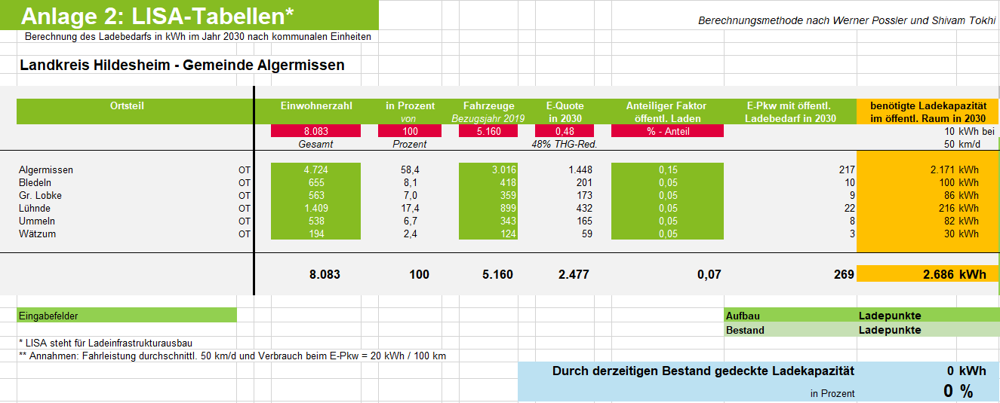 Anlage 2: LISA-Tabellen*
Berechnungsmethode nach Werner Possler und Shivam Tokhi
Berechnung des Ladebedarfs in kWh im Jahr 2030 nach kommunalen Einheiten
Landkreis Hildesheim - Gemeinde Algermissen
Ortsteil Einwohnerzahl in Prozent Fahrzeuge E-Quote Anteiliger Faktor E-Pkw mit öffentl. benötigte Ladekapazität
von Bezugsjahr 2019 in 2030 öffentl. Laden Ladebedarf in 2030 im öffentl. Raum in 2030
8.083 100 5.160 0,48 % - Anteil 10 kWh bei
Gesamt Prozent 48% THG-Red. 50 km/d
Algermissen OT 4.724 58,4 3.016 1.448 0,15 217 2.171 kWh
Bledeln OT 655 8,1 418 201 0,05 10 100 kWh
Gr. Lobke OT 563 7,0 359 173 0,05 9 86 kWh
Lühnde OT 1.409 17,4 899 432 0,05 22 216 kWh
Ummeln OT 538 6,7 343 165 0,05 8 82 kWh
Wätzum OT 194 2,4 124 59 0,05 3 30 kWh
8.083 100 5.160 2.477 0,07 269 2.686 kWh
Eingabefelder Aufbau Ladepunkte
Bestand Ladepunkte
* LISA steht für Ladeinfrastrukturausbau
** Annahmen: Fahrleistung durchschnittl. 50 km/d und Verbrauch beim E-Pkw = 20 kWh / 100 km
Durch derzeitigen Bestand gedeckte Ladekapazität 0 kWh
in Prozent 0 %